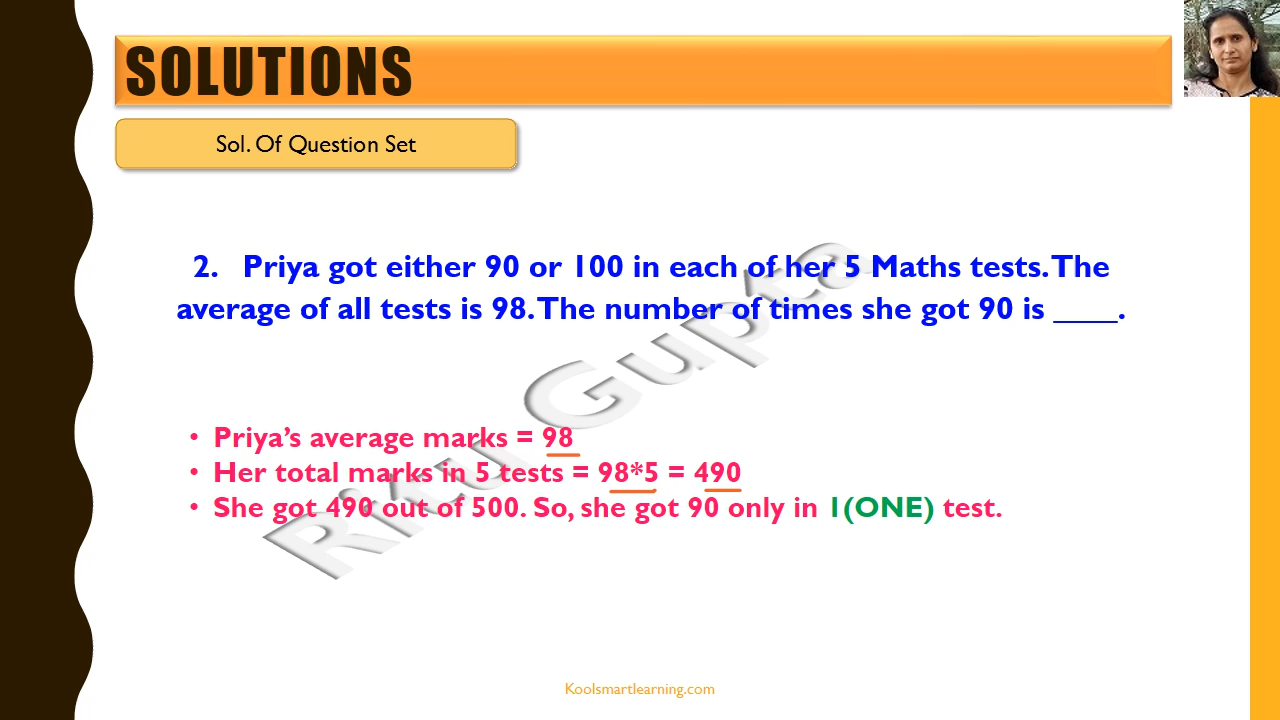 SOLUTIONS
Sol. Of Question Set
2. Priya got either 90 or 100 in each of her 5 Maths tests. The
average of all tests is 98. The number of times she got 90 is ____.
• Priya’s average marks = 98
• Her total marks in 5 tests = 98*5 = 490
• She got 490 out of 500. So, she got 90 only in 1(ONE) test.
Ritu Gupta
Koolsmartlearning.com